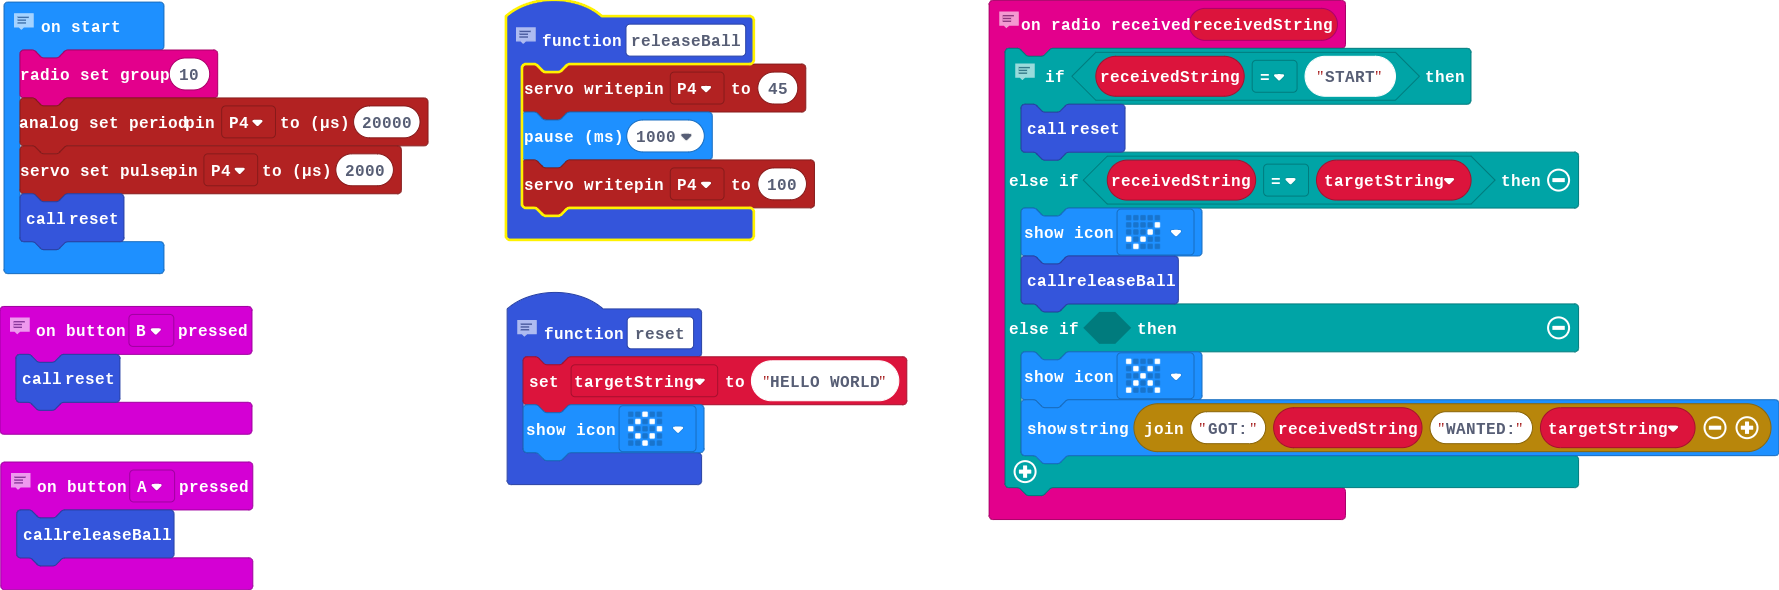 on start
radio set group 10
analog set period pin P4 to (µs) 20000
servo set pulse pin P4 to (µs) 2000
call reset
on button B pressed
call reset
on button A pressed
call releaseBall
function releaseBall
servo write pin P4 to 45
pause (ms) 1000
servo write pin P4 to 100
function reset
set targetString to "HELLO WORLD"
show icon
on radio received receivedString
if receivedString = "START" then
call reset
else if receivedString = targetString then
show icon
call releaseBall
else if then
show icon
show string join "GOT:" receivedString "WANTED:" targetString